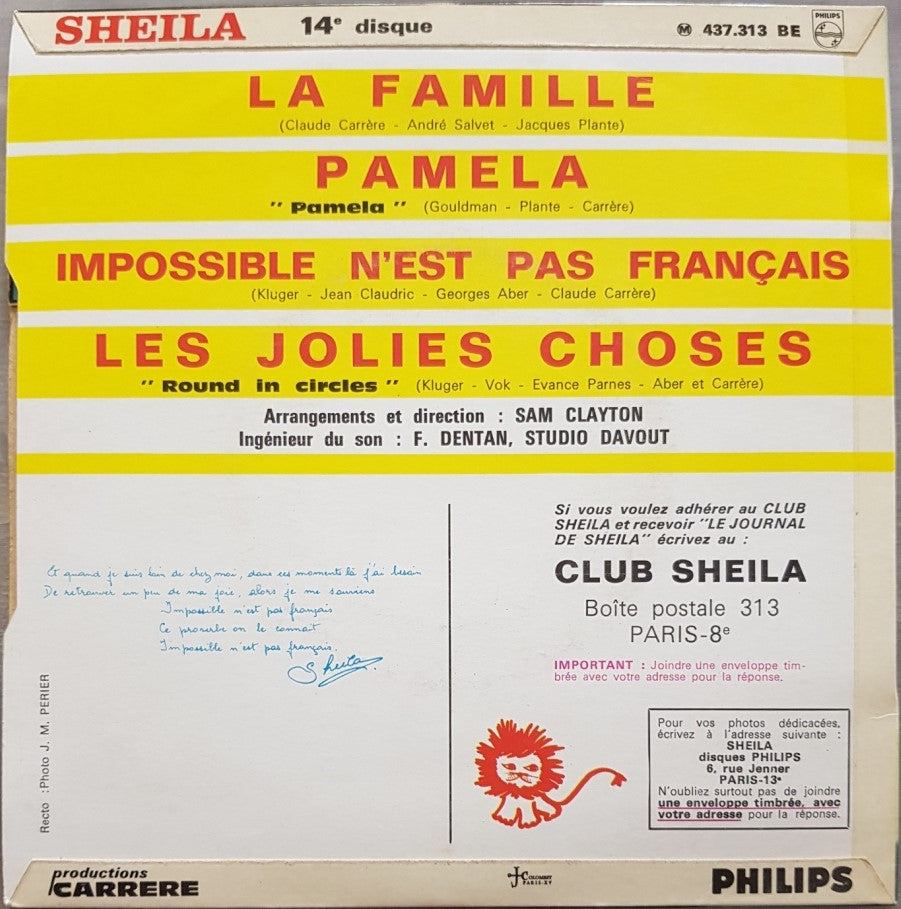 SHEILA 14e disque Ⓜ 437.313 BE PHILIPS
LA FAMILLE
(Claude Carrère - André Salvet - Jacques Plante)
PAMELA
"Pamela" (Gouldman - Plante - Carrère)
IMPOSSIBLE N'EST PAS FRANÇAIS
(Kluger - Jean Claudric - Georges Aber - Claude Carrère)
LES JOLIES CHOSES
"Round in circles" (Kluger - Vok - Evance Parnes - Aber et Carrère)
Arrangements et direction : SAM CLAYTON
Ingénieur du son : F. DENTAN, STUDIO DAVOUT
Et quand je suis loin de chez moi, dans ces moments là j'ai besoin
De retrouver un peu de ma joie, alors je me souviens
Impossible n'est pas français
Ce proverbe on le connait
Impossible n'est pas français.
Sheila
Recto : Photo J. M. PERIER
Si vous voulez adhérer au CLUB
SHEILA et recevoir "LE JOURNAL
DE SHEILA" écrivez au :
CLUB SHEILA
Boîte postale 313
PARIS-8e
IMPORTANT : Joindre une enveloppe tim-
brée avec votre adresse pour la réponse.
Pour vos photos dédicacées,
écrivez à l'adresse suivante :
SHEILA
disques PHILIPS
6, rue Jenner
PARIS-13e
N'oubliez surtout pas de joindre
une enveloppe timbrée, avec
votre adresse pour la réponse.
productions
CARRERE
J COLOMBET
PARIS-XV
PHILIPS